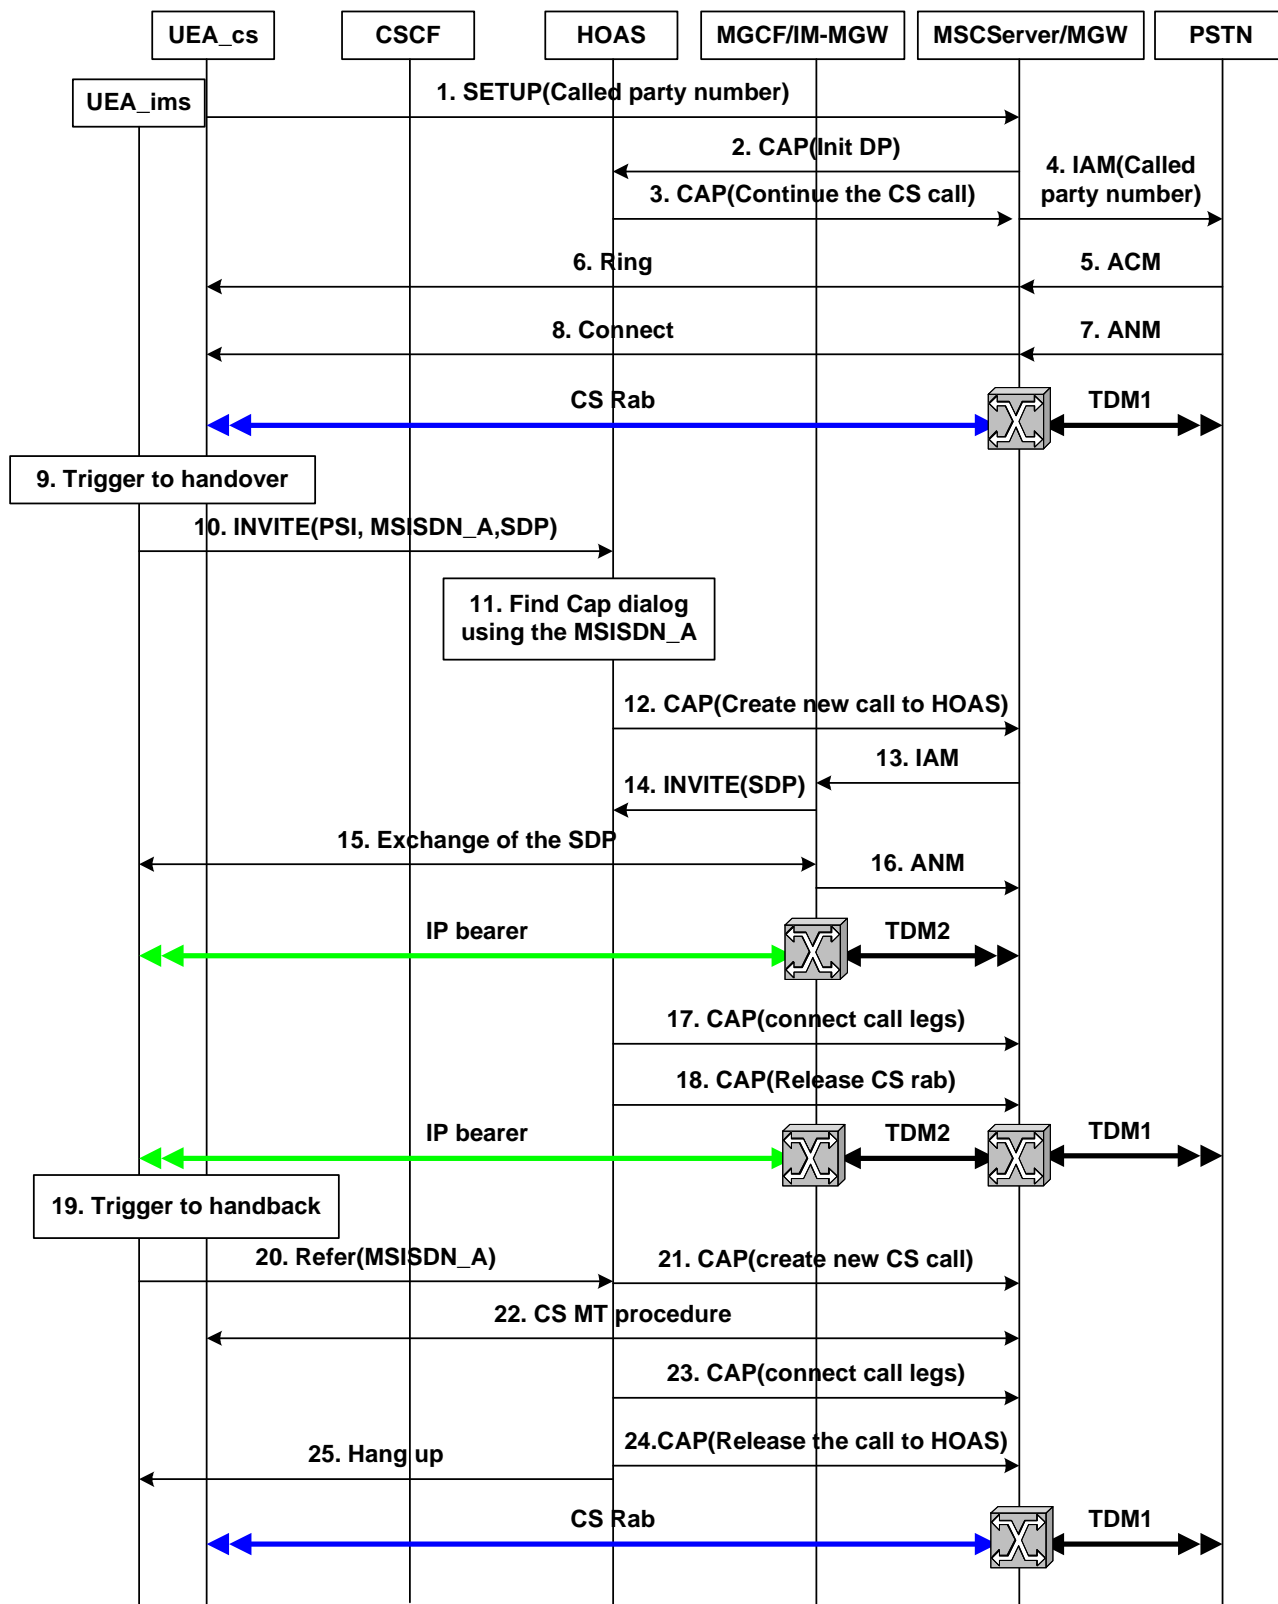 UEA_cs
CSCF
HOAS
MGCF/IM-MGW
MSCServer/MGW
PSTN
UEA_ims
1. SETUP(Called party number)
2. CAP(Init DP)
4. IAM(Called
party number)
3. CAP(Continue the CS call)
6. Ring
5. ACM
8. Connect
7. ANM
CS Rab
TDM1
9. Trigger to handover
10. INVITE(PSI, MSISDN_A,SDP)
11. Find Cap dialog
using the MSISDN_A
12. CAP(Create new call to HOAS)
13. IAM
14. INVITE(SDP)
15. Exchange of the SDP
16. ANM
IP bearer
TDM2
17. CAP(connect call legs)
18. CAP(Release CS rab)
IP bearer
TDM2
TDM1
19. Trigger to handback
20. Refer(MSISDN_A)
21. CAP(create new CS call)
22. CS MT procedure
23. CAP(connect call legs)
24.CAP(Release the call to HOAS)
25. Hang up
CS Rab
TDM1